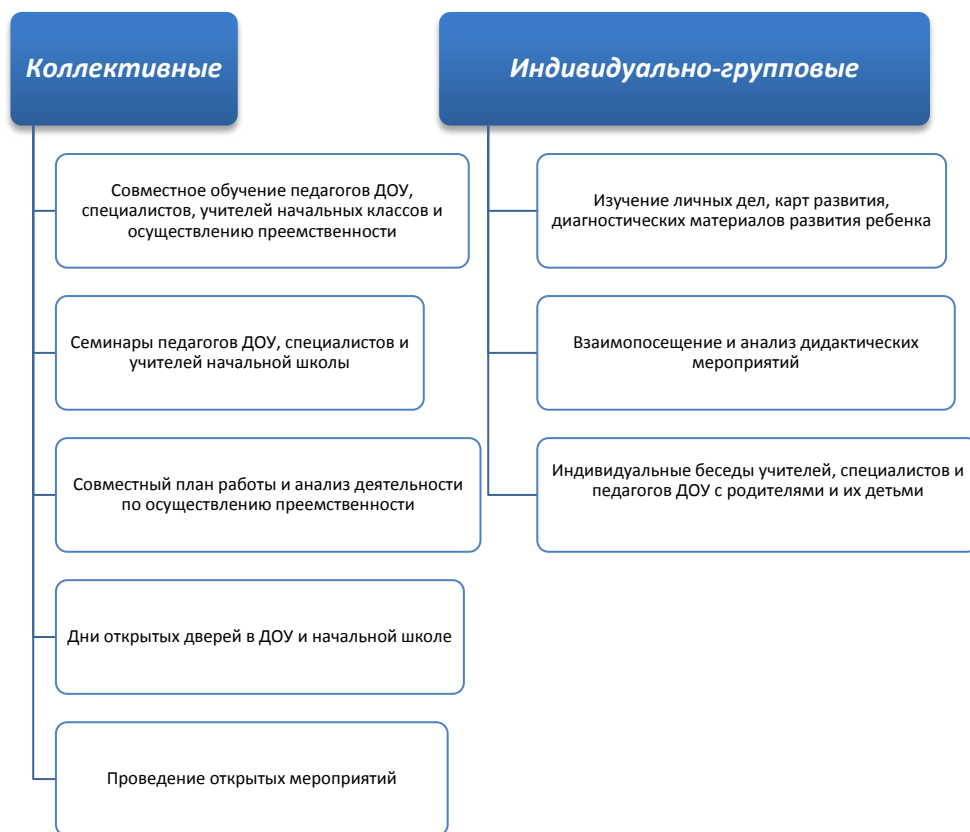 Коллективные
Совместное обучение педагогов ДОУ,
специалистов, учителей начальных классов и
осуществлению преемственности
Семинары педагогов ДОУ, специалистов и
учителей начальной школы
Совместный план работы и анализ деятельности
по осуществлению преемственности
Дни открытых дверей в ДОУ и начальной школе
Проведение открытых мероприятий
Индивидуально-групповые
Изучение личных дел, карт развития,
диагностических материалов развития ребенка
Взаимопосещение и анализ дидактических
мероприятий
Индивидуальные беседы учителей, специалистов и
педагогов ДОУ с родителями и их детьми